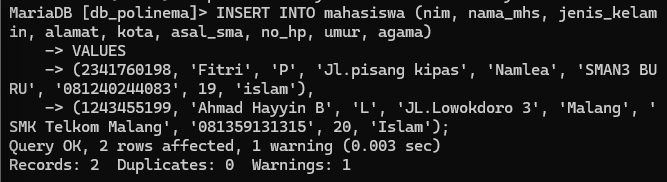 MariaDB [db_polinema]> INSERT INTO mahasiswa (nim, nama_mhs, jenis_kelam
in, alamat, kota, asal_sma, no_hp, umur, agama)
    -> VALUES
    -> (2341760198, 'Fitri', 'P', 'Jl.pisang kipas', 'Namlea', 'SMAN3 BU
RU', '081240244083', 19, 'islam'),
    -> (1243455199, 'Ahmad Hayyin B', 'L', 'JL.Lowokdoro 3', 'Malang', '
SMK Telkom Malang', '081359131315', 20, 'Islam');
Query OK, 2 rows affected, 1 warning (0.003 sec)
Records: 2  Duplicates: 0  Warnings: 1